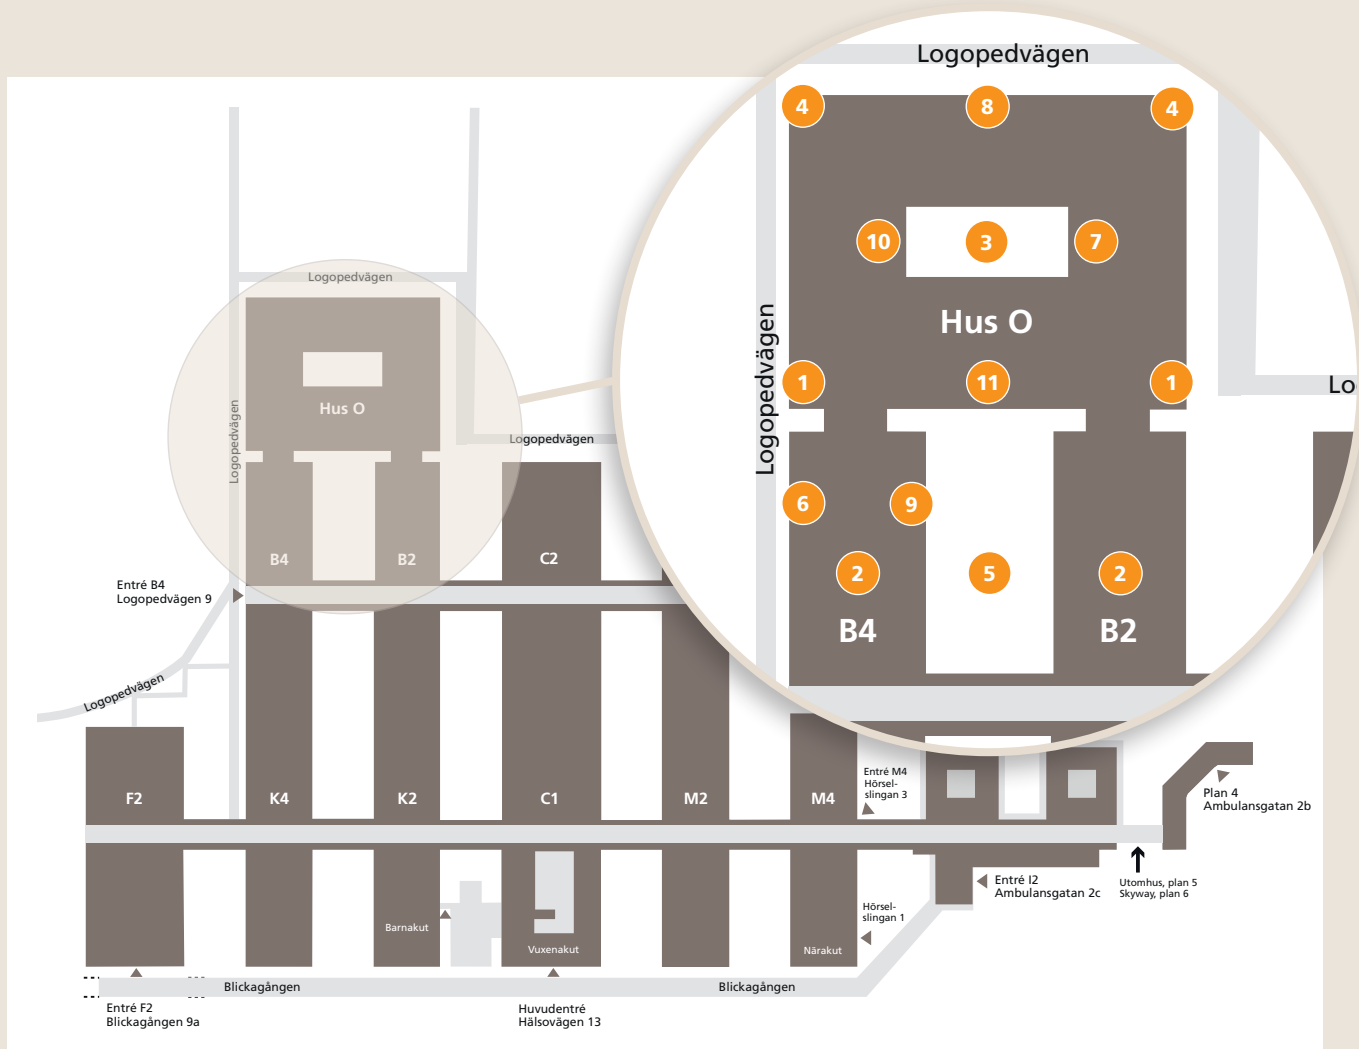 Logopedvägen
4
8
4
10
3
7
Hus O
Logopedvägen
1
11
1
Lo
6
9
2
5
2
B4
B2
Logopedvägen
Hus O
Logopedvägen
Logopedvägen
B4
B2
C2
Entré B4
Logopedvägen 9
Logopedvägen
F2
K4
K2
C1
M2
M4
Entré M4
Hörsel-
slingan 3
Plan 4
Ambulansgatan 2b
Entré I2
Ambulansgatan 2c
Utomhus, plan 5
Skyway, plan 6
Hörsel-
slingan 1
Barnakut
Vuxenakut
Närakut
Blickagången
Blickagången
Entré F2
Blickagången 9a
Huvudentré
Hälsovägen 13